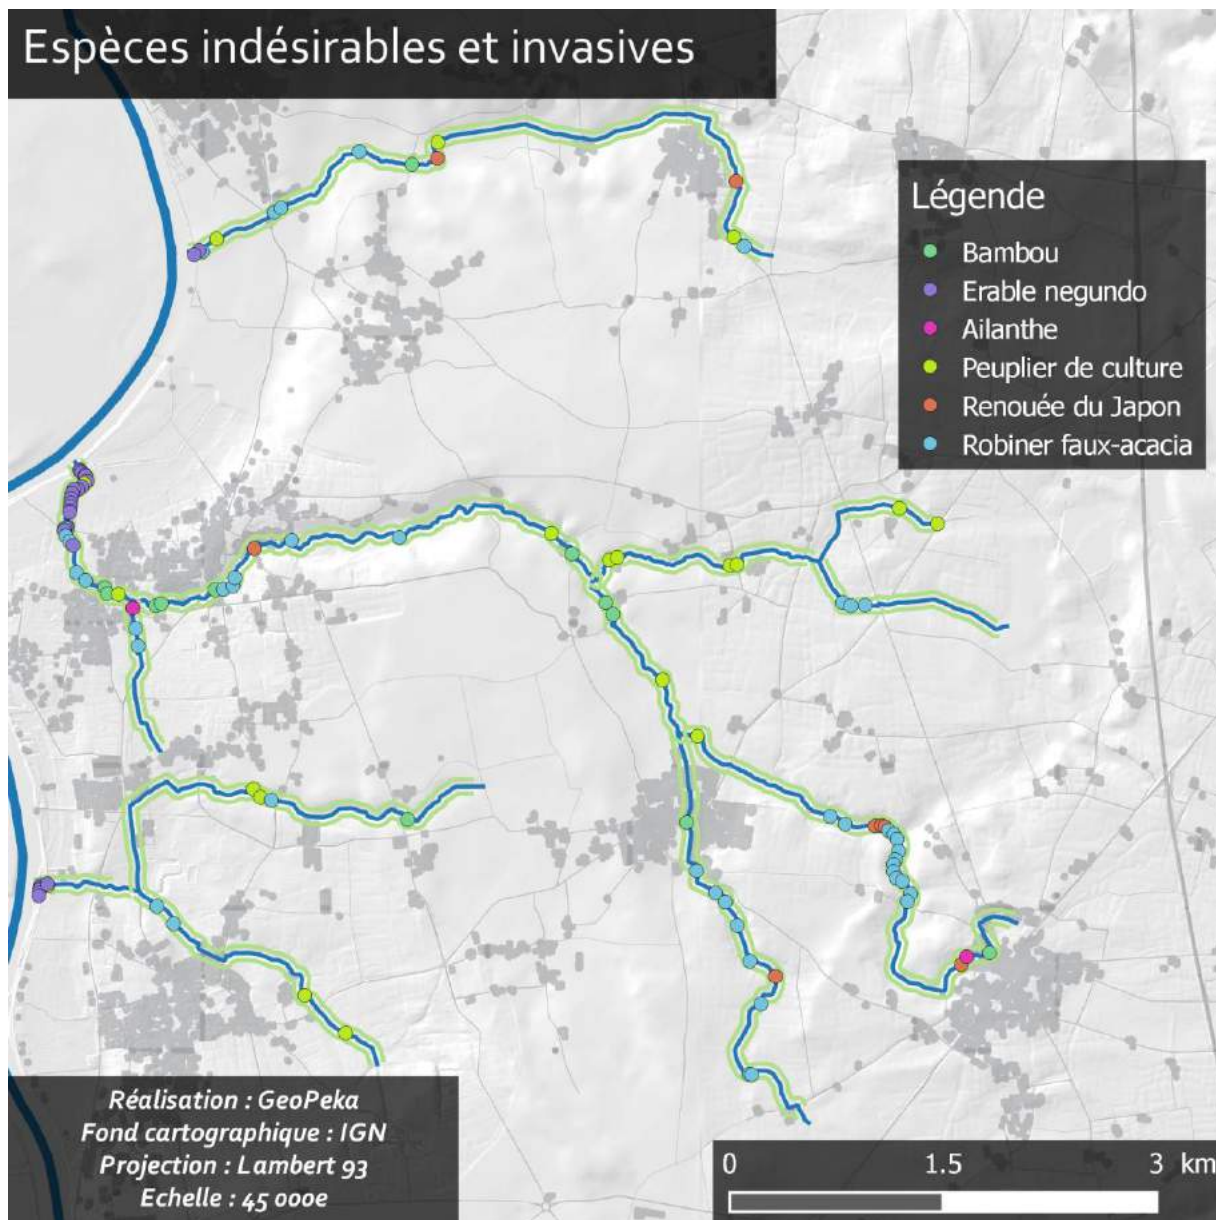 Espèces indésirables et invasives
Légende
Bambou
Erable negundo
Ailanthe
Peuplier de culture
Renouée du Japon
Robiner faux-acacia
Réalisation : GeoPeka
Fond cartographique : IGN
Projection : Lambert 93
Echelle : 45 000e
0 1.5 3 km